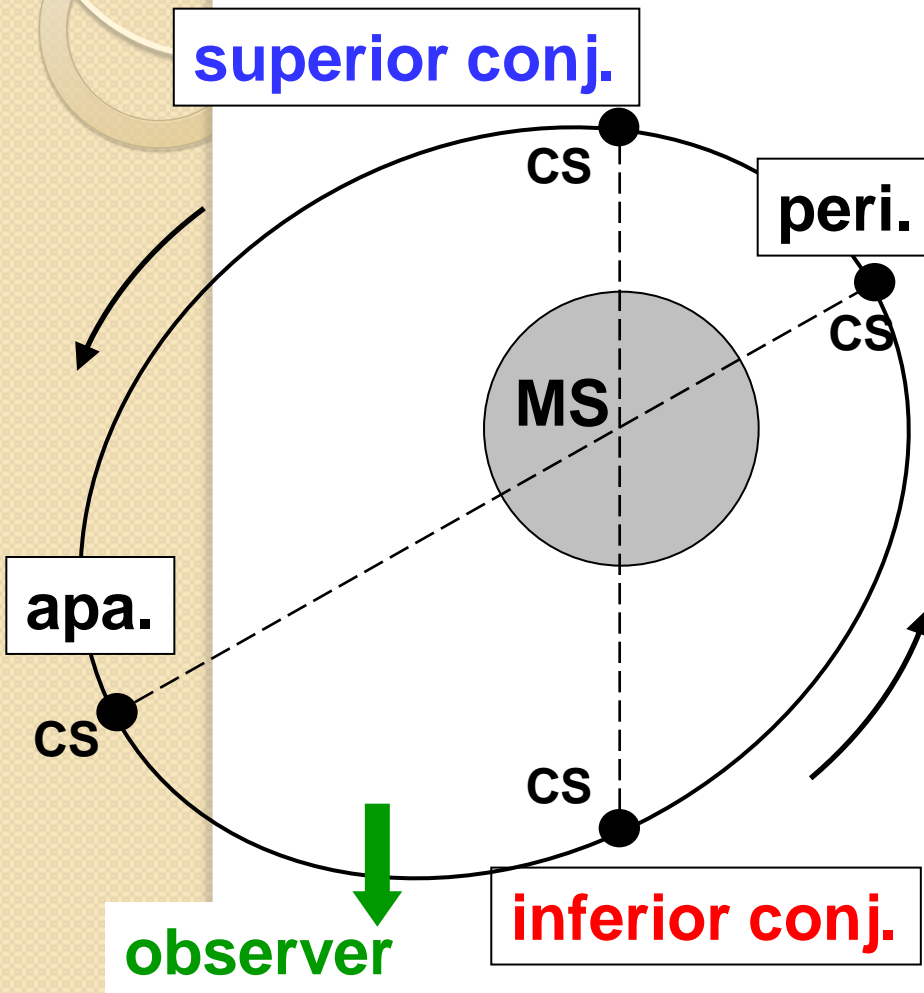 superior conj.
CS
peri.
CS
MS
apa.
CS
CS
inferior conj.
observer